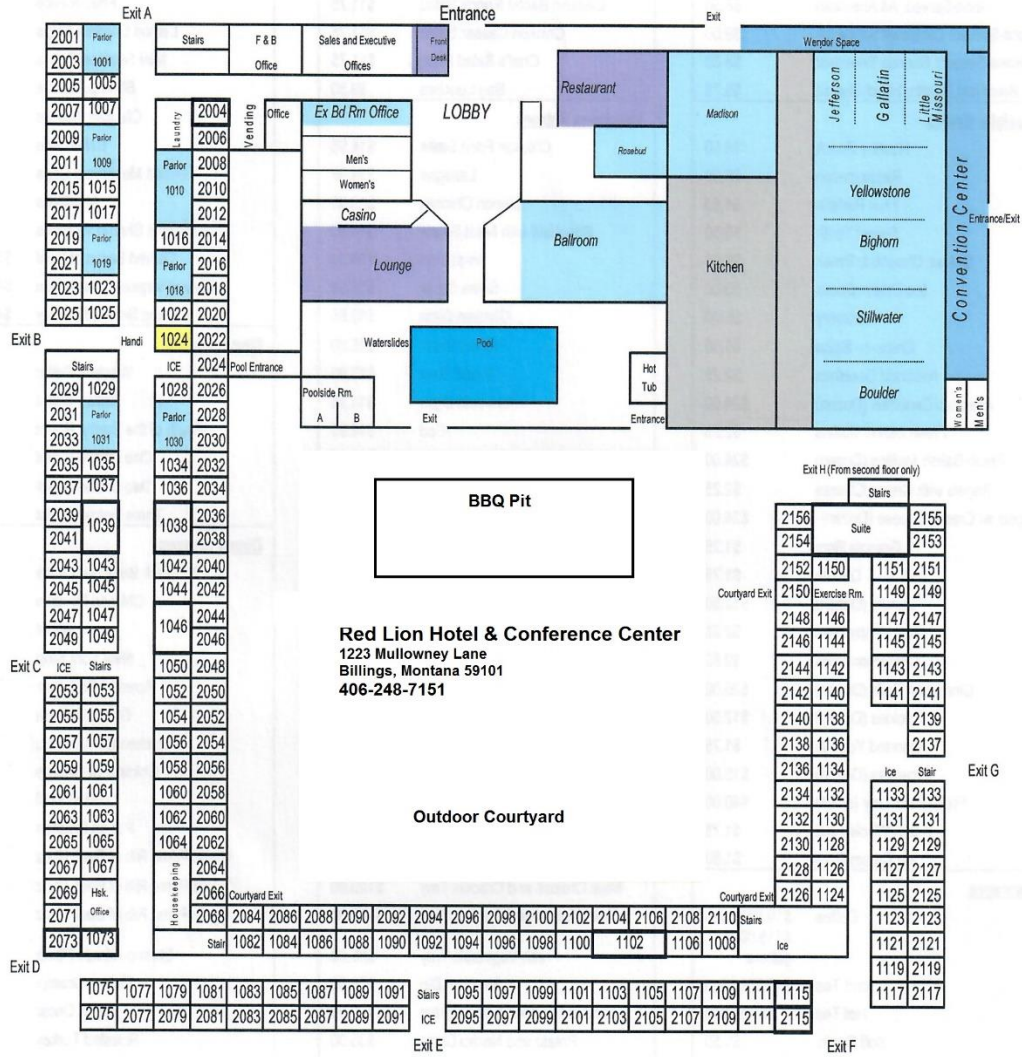 Exit A
Entrance
Exit
2001 Parlor
2003 1001
2005 1005
2007 1007
2009 Parlor
2011 1009
2015 1015
2017 1017
2019 Parlor
2021 1019
2023 1023
2025 1025
Stairs
F & B
Office
Sales and Executive
Offices
Front
Desk
Laundry
2004
2006
Vending
Office
Parlor 2008
1010 2010
2012
1016 2014
Parlor 2016
1018 2018
1022 2020
Handi 1024 2022
ICE 2024 Pool Entrance
Ex Bd Rm Office
LOBBY
Men's
Women's
Casino
Lounge
Restaurant
Rosebud
Ballroom
Madison
Kitchen
Wendor Space
Jefferson
Gallatin
Little
Missouri
Yellowstone
Bighorn
Stillwater
Boulder
Convention Center
Entrance/Exit
Women's
Men's
Waterslides
Pool
Hot
Tub
Entrance
Exit
Poolside Rm.
A B
Exit B
Stairs
2029 1029
2031 Parlor
2033 1031
2035 1035
2037 1037
2039
1039
2041
2043 1043
2045 1045
2047 1047
2049 1049
1028 2026
Parlor 2028
1030 2030
1034 2032
1036 2034
2036
1038
2038
1042 2040
1044 2042
2044
1046
2046
1050 2048
1052 2050
1054 2052
1056 2054
1058 2056
1060 2058
1062 2060
1064 2062
Housekeeping
2064
2066 Courtyard Exit
Exit C ICE Stairs
2053 1053
2055 1055
2057 1057
2059 1059
2061 1061
2063 1063
2065 1065
2067 1067
2069 Hsk.
2071 Office
2073 1073
Exit D
BBQ Pit
Red Lion Hotel & Conference Center
1223 Mullowney Lane
Billings, Montana 59101
406-248-7151
Outdoor Courtyard
Exit H (From second floor only)
Stairs
2156 Suite 2155
2154 2153
2152 1150 1151 2151
Courtyard Exit 2150 Exercise Rm. 1149 2149
2148 1146 1147 2147
2146 1144 1145 2145
2144 1142 1143 2143
2142 1140 1141 2141
2140 1138 2139
2138 1136 2137
2136 1134 Ice Stair Exit G
2134 1132 1133 2133
2132 1130 1131 2131
2130 1128 1129 2129
2128 1126 1127 2127
Courtyard Exit 2126 1124 1125 2125
1123 2123
1121 2121
1119 2119
1117 2117
2068 2084 2086 2088 2090 2092 2094 2096 2098 2100 2102 2104 2106 2108 2110 Stairs
Stair 1082 1084 1086 1088 1090 1092 1094 1096 1098 1100 1102 1106 1008 Ice
1075 1077 1079 1081 1083 1085 1087 1089 1091 Stairs 1095 1097 1099 1101 1103 1105 1107 1109 1111 1115
2075 2077 2079 2081 2083 2085 2087 2089 2091 ICE 2095 2097 2099 2101 2103 2105 2107 2109 2111 2115
Exit E
Exit F